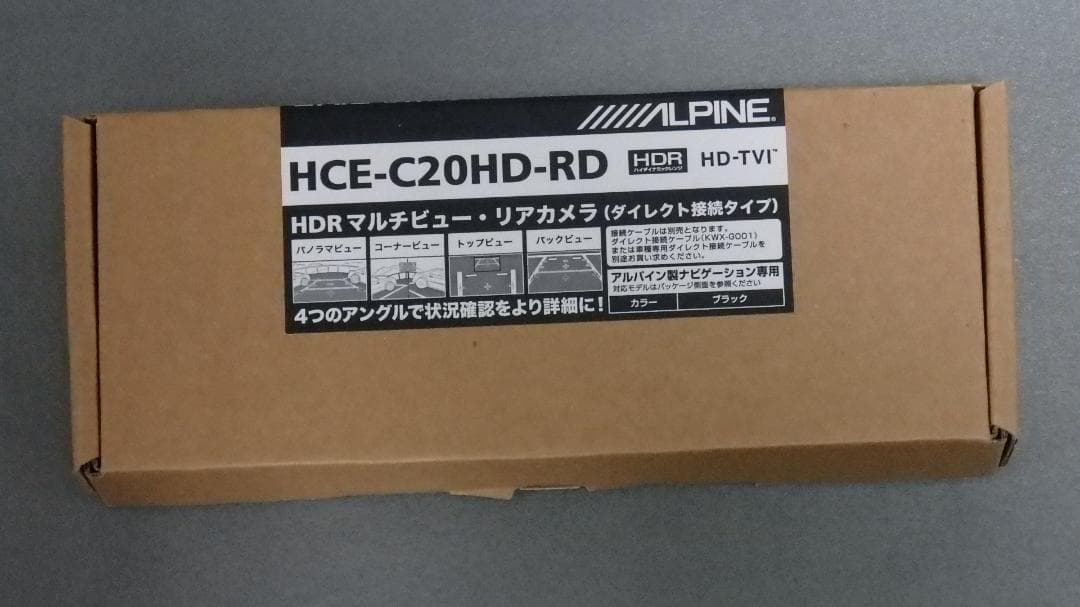 ALPINE®
HCE-C20HD-RD HDR ハイダイナミックレンジ HD-TVI™
HDRマルチビュー・リアカメラ(ダイレクト接続タイプ)
パノラマビュー コーナービュー トップビュー バックビュー
接続ケーブルは別売となります。
ダイレクト接続ケーブル(KWX-G001)
または車種専用ダイレクト接続ケーブルを
別途お買い求めください。
アルパイン製ナビゲーション専用
対応モデルはパッケージ側面を参照ください
カラー ブラック
4つのアングルで状況確認をより詳細に!